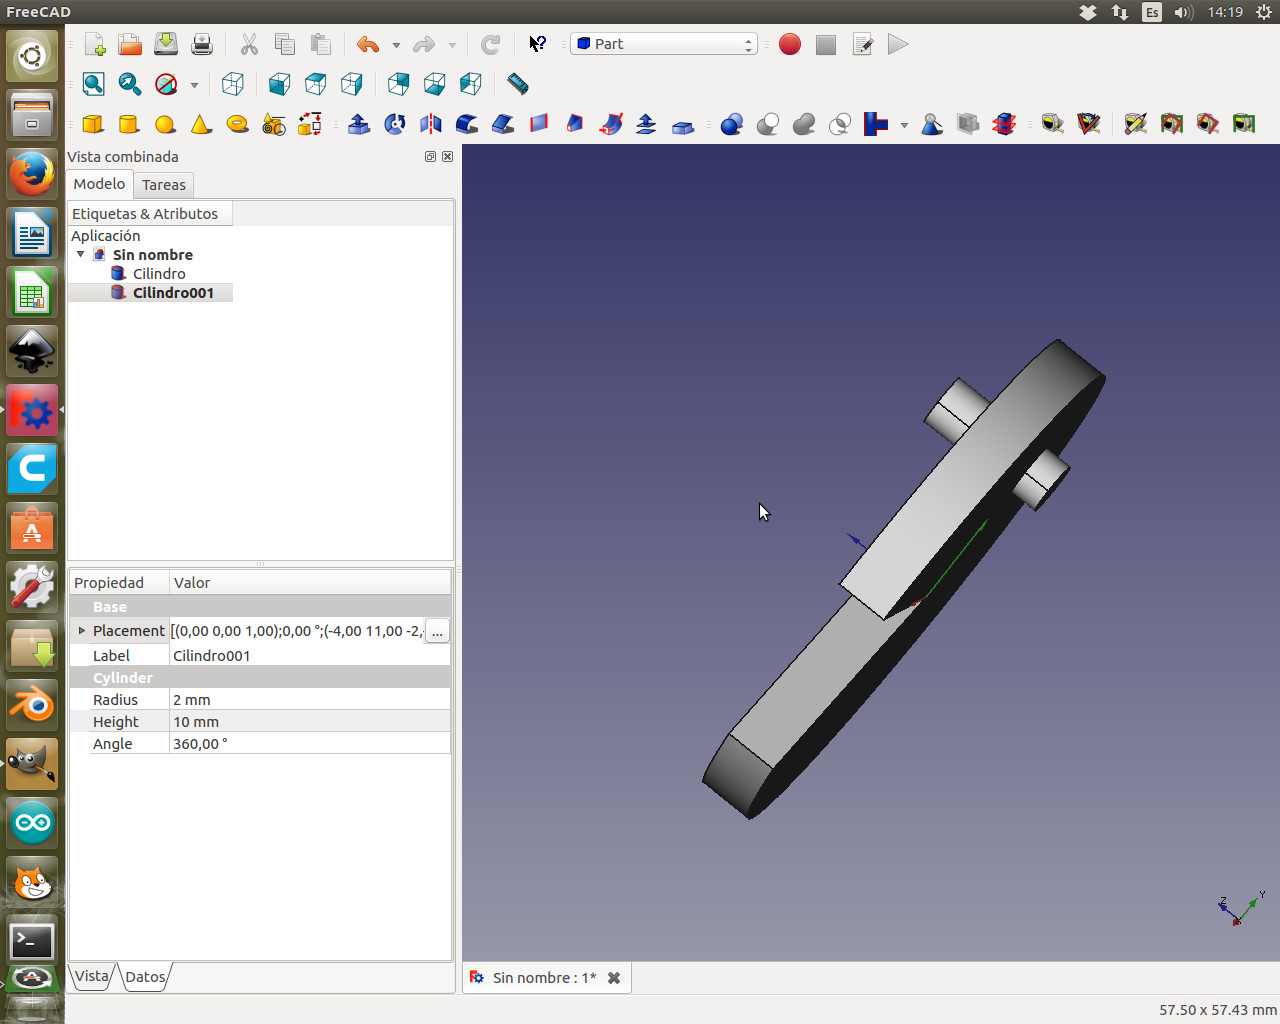 FreeCAD
Es
14:19
Part
Vista combinada
Modelo
Tareas
Etiquetas & Atributos
Aplicación
Sin nombre
Cilindro
Cilindro001
Propiedad
Valor
Base
Placement
[(0,00 0,00 1,00);0,00 °;(-4,00 11,00 -2,
...
Label
Cilindro001
Cylinder
Radius
2 mm
Height
10 mm
Angle
360,00 °
Vista
Datos
Z
Y
Sin nombre : 1*
57.50 x 57.43 mm